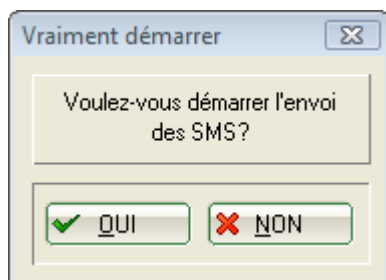 Vraiment démarrer
Voulez-vous démarrer l'envoi
des SMS?
OUI
NON